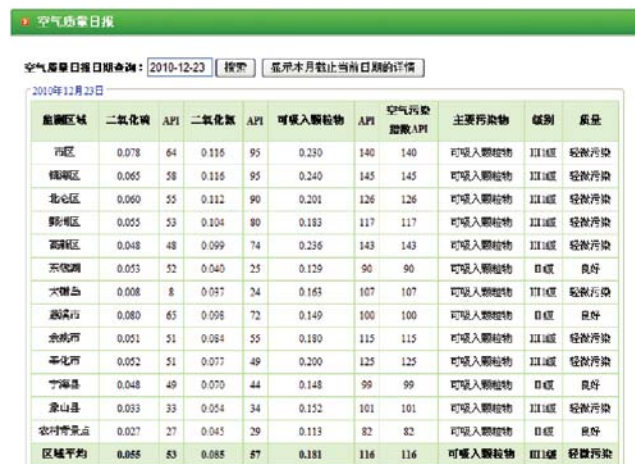 空气质量日报
空气质量日报日期查询： 2010-12-23 搜索 显示本月截止当前日期的详情
2010年12月23日
监测区域 二氧化硫 API 二氧化氮 API 可吸入颗粒物 API 空气污染指数API 主要污染物 级别 质量
市区 0.078 64 0.116 95 0.230 140 140 可吸入颗粒物 III1级 轻微污染
镇海区 0.065 58 0.116 95 0.240 145 145 可吸入颗粒物 III1级 轻微污染
北仑区 0.060 55 0.112 90 0.201 126 126 可吸入颗粒物 III1级 轻微污染
鄞州区 0.055 53 0.104 80 0.183 117 117 可吸入颗粒物 III1级 轻微污染
高新区 0.048 48 0.099 74 0.236 143 143 可吸入颗粒物 III1级 轻微污染
东钱湖 0.053 52 0.040 25 0.129 90 90 可吸入颗粒物 II级 良好
大榭岛 0.008 8 0.037 24 0.163 107 107 可吸入颗粒物 III1级 轻微污染
慈溪市 0.080 65 0.098 72 0.149 100 100 可吸入颗粒物 II级 良好
余姚市 0.051 51 0.084 55 0.180 115 115 可吸入颗粒物 III1级 轻微污染
奉化市 0.052 51 0.077 49 0.200 125 125 可吸入颗粒物 III1级 轻微污染
宁海县 0.048 49 0.070 44 0.148 99 99 可吸入颗粒物 II级 良好
象山县 0.033 33 0.054 34 0.152 101 101 可吸入颗粒物 III1级 轻微污染
农村背景点 0.027 27 0.045 29 0.113 82 82 可吸入颗粒物 II级 良好
区域平均 0.055 53 0.085 57 0.181 116 116 可吸入颗粒物 III1级 轻微污染